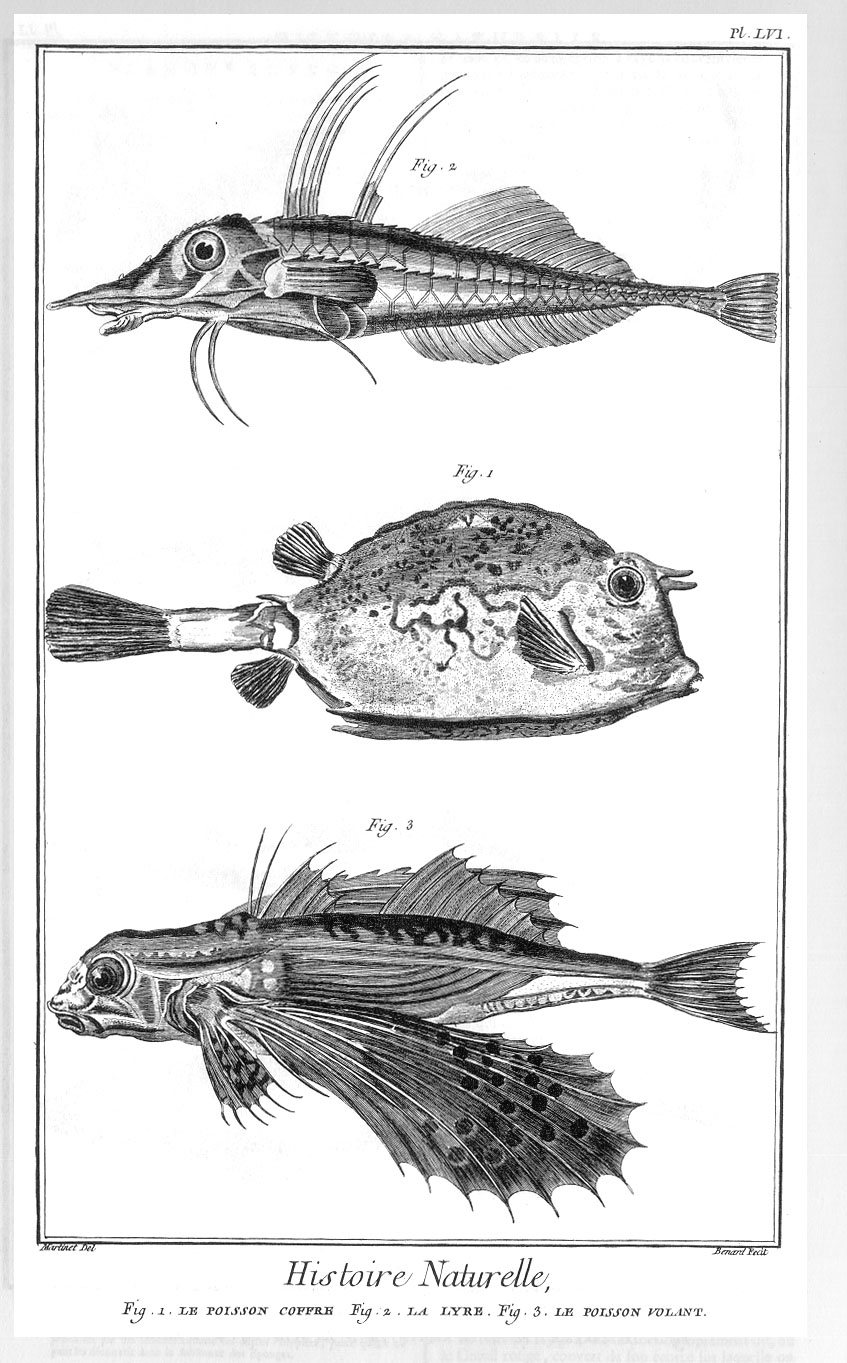 Pl. LVI.
Fig. 2
Fig. 1
Fig. 3
Martinet Del
Benard Fecit
Histoire Naturelle,
Fig. 1. LE POISSON COFFRE Fig. 2. LA LYRE. Fig. 3. LE POISSON VOLANT.